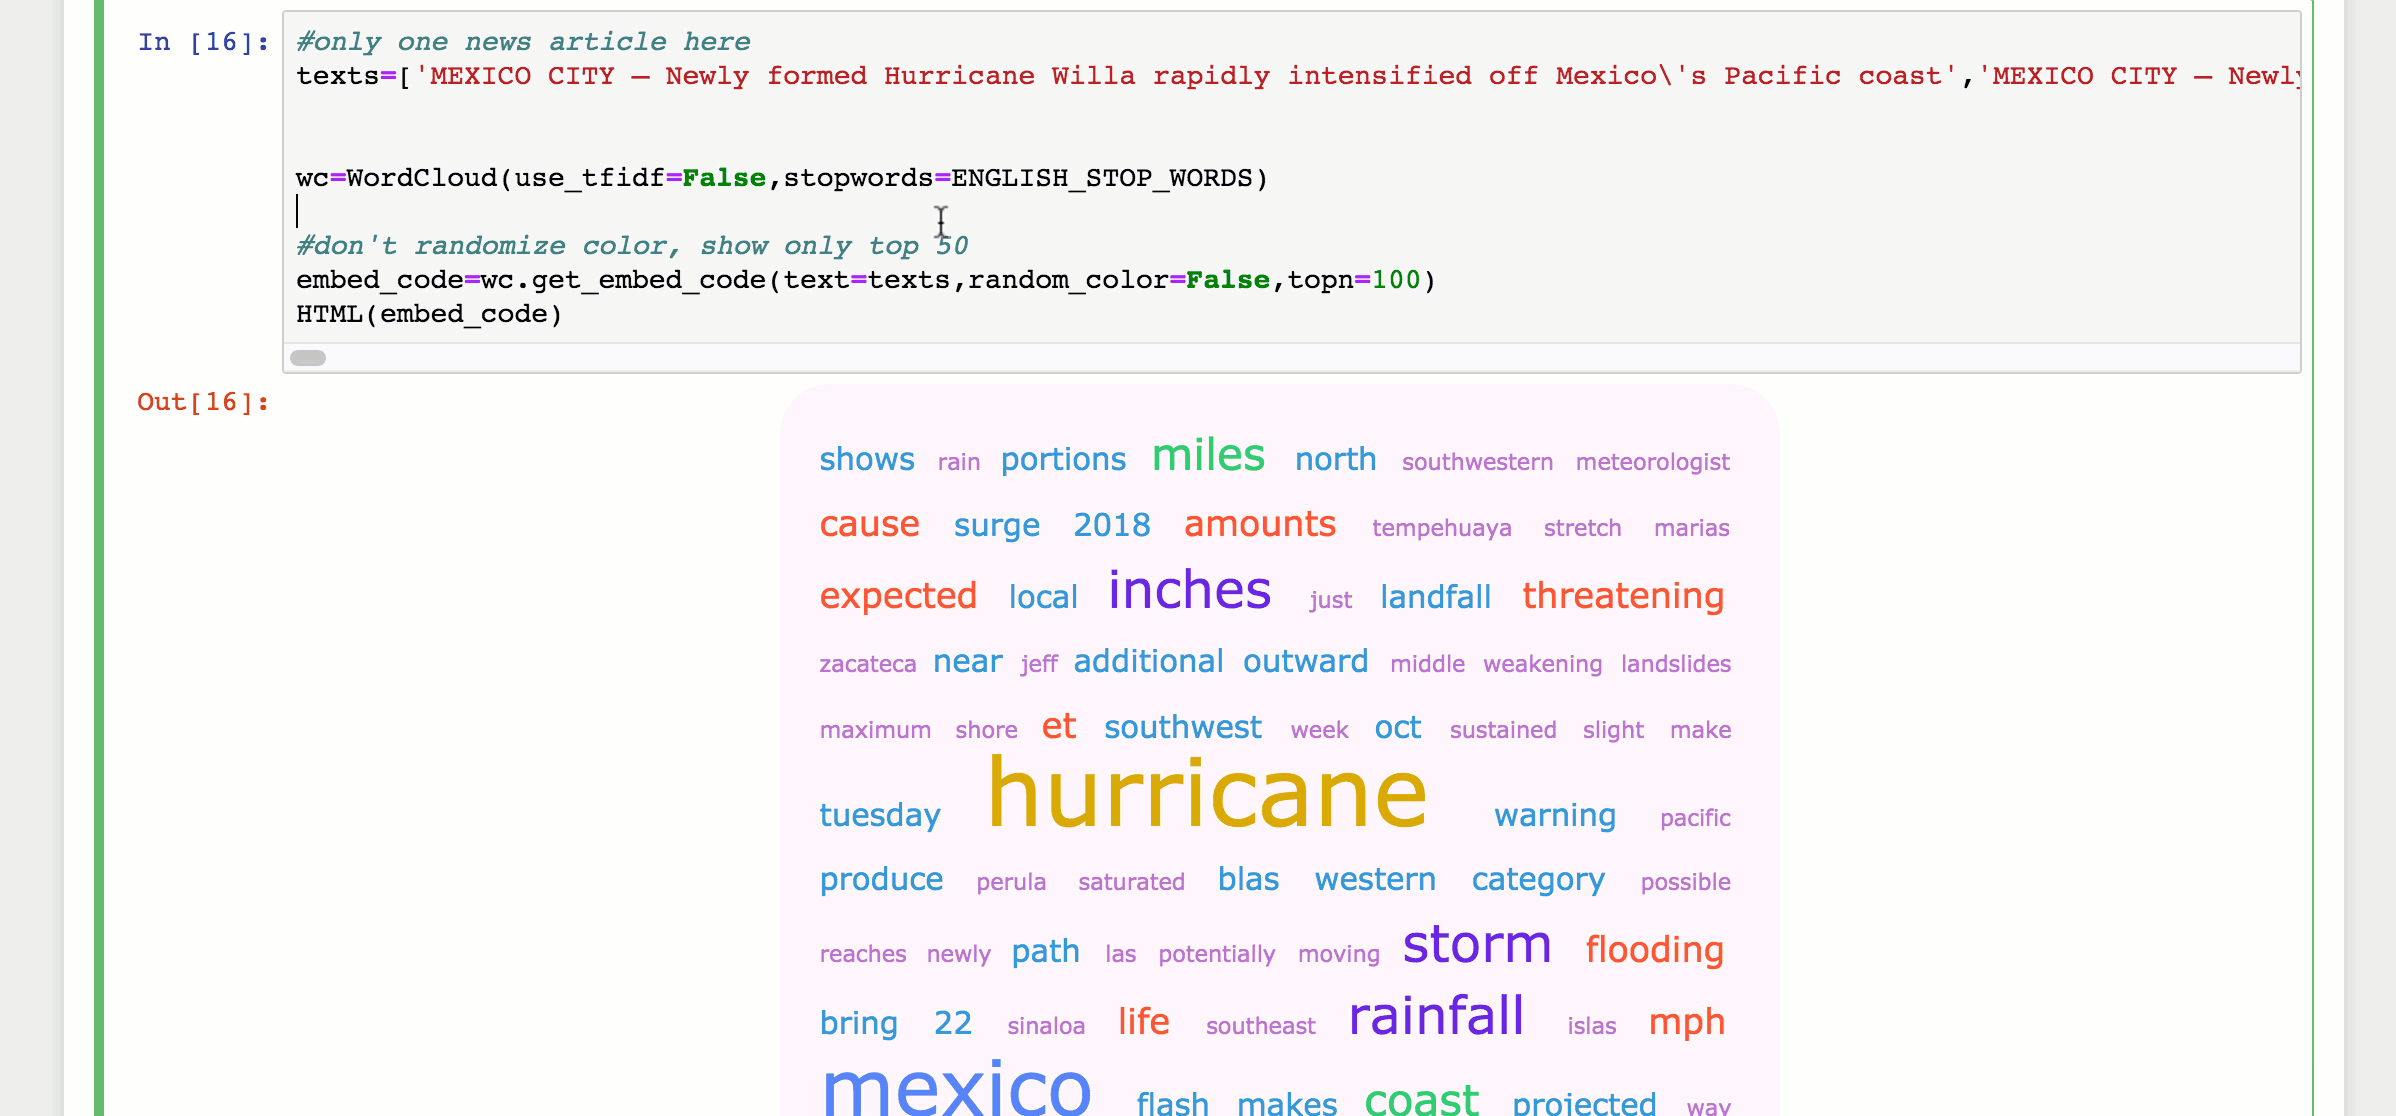 In [16]:
#only one news article here
texts=['MEXICO CITY — Newly formed Hurricane Willa rapidly intensified off Mexico\'s Pacific coast','MEXICO CITY — Newly
wc=WordCloud(use_tfidf=False,stopwords=ENGLISH_STOP_WORDS)
#don't randomize color, show only top 50
embed_code=wc.get_embed_code(text=texts,random_color=False,topn=100)
HTML(embed_code)
Out[16]:
shows rain portions miles north southwestern meteorologist
cause surge 2018 amounts tempehuaya stretch marias
expected local inches just landfall threatening
zacateca near jeff additional outward middle weakening landslides
maximum shore et southwest week oct sustained slight make
tuesday hurricane warning pacific
produce perula saturated blas western category possible
reaches newly path las potentially moving storm flooding
bring 22 sinaloa life southeast rainfall islas mph
mexico flash makes coast projected way